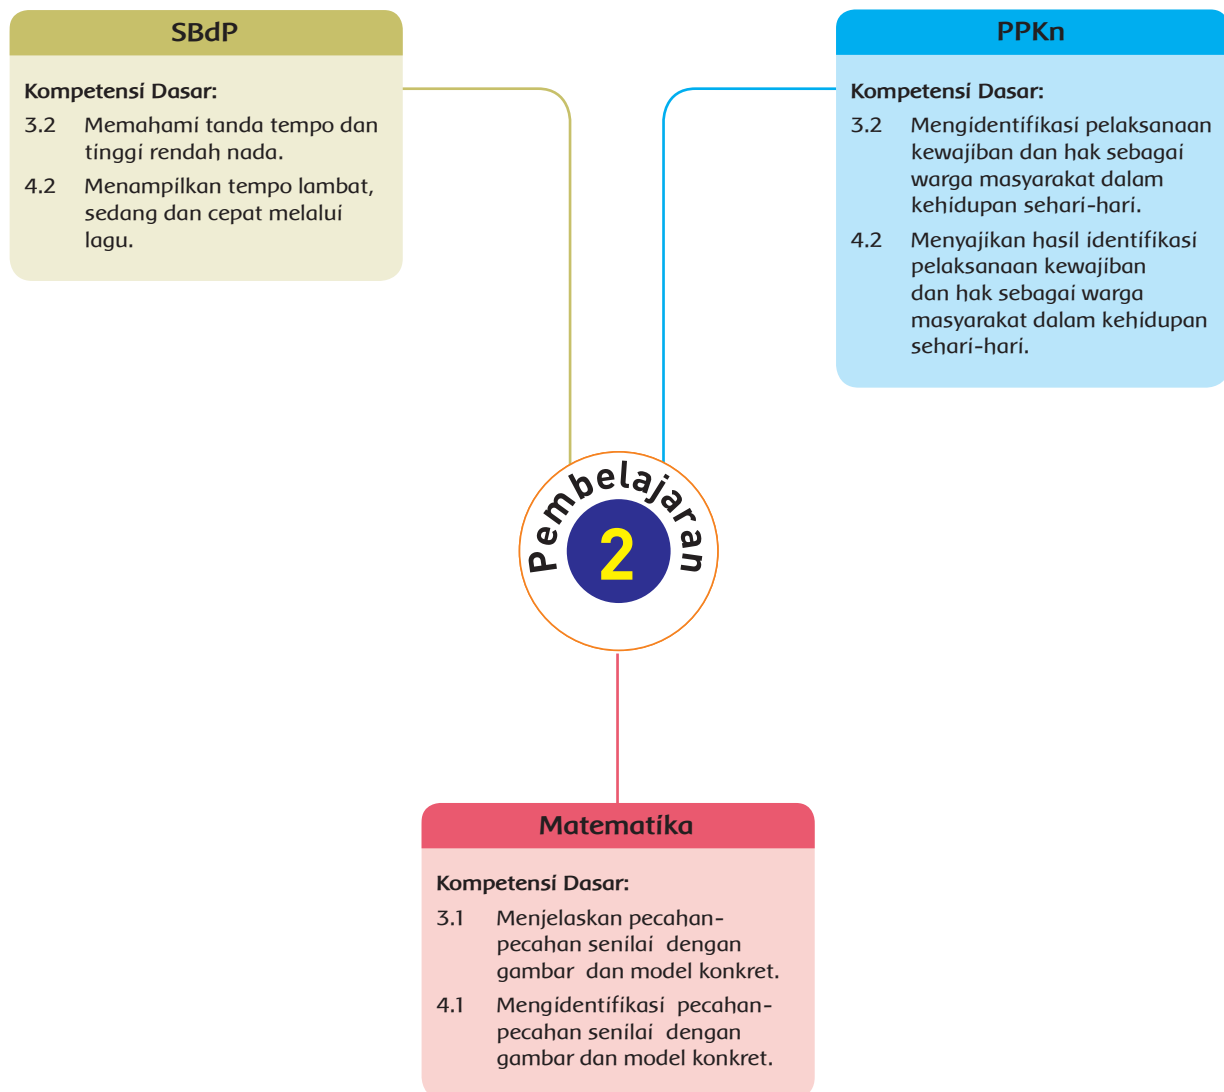 SBdP
Kompetensi Dasar:
3.2 Memahami tanda tempo dan
tinggi rendah nada.
4.2 Menampilkan tempo lambat,
sedang dan cepat melalui
lagu.
PPKn
Kompetensi Dasar:
3.2 Mengidentifikasi pelaksanaan
kewajiban dan hak sebagai
warga masyarakat dalam
kehidupan sehari-hari.
4.2 Menyajikan hasil identifikasi
pelaksanaan kewajiban
dan hak sebagai warga
masyarakat dalam kehidupan
sehari-hari.
Pembelajaran
2
Matematika
Kompetensi Dasar:
3.1 Menjelaskan pecahan-
pecahan senilai dengan
gambar dan model konkret.
4.1 Mengidentifikasi pecahan-
pecahan senilai dengan
gambar dan model konkret.